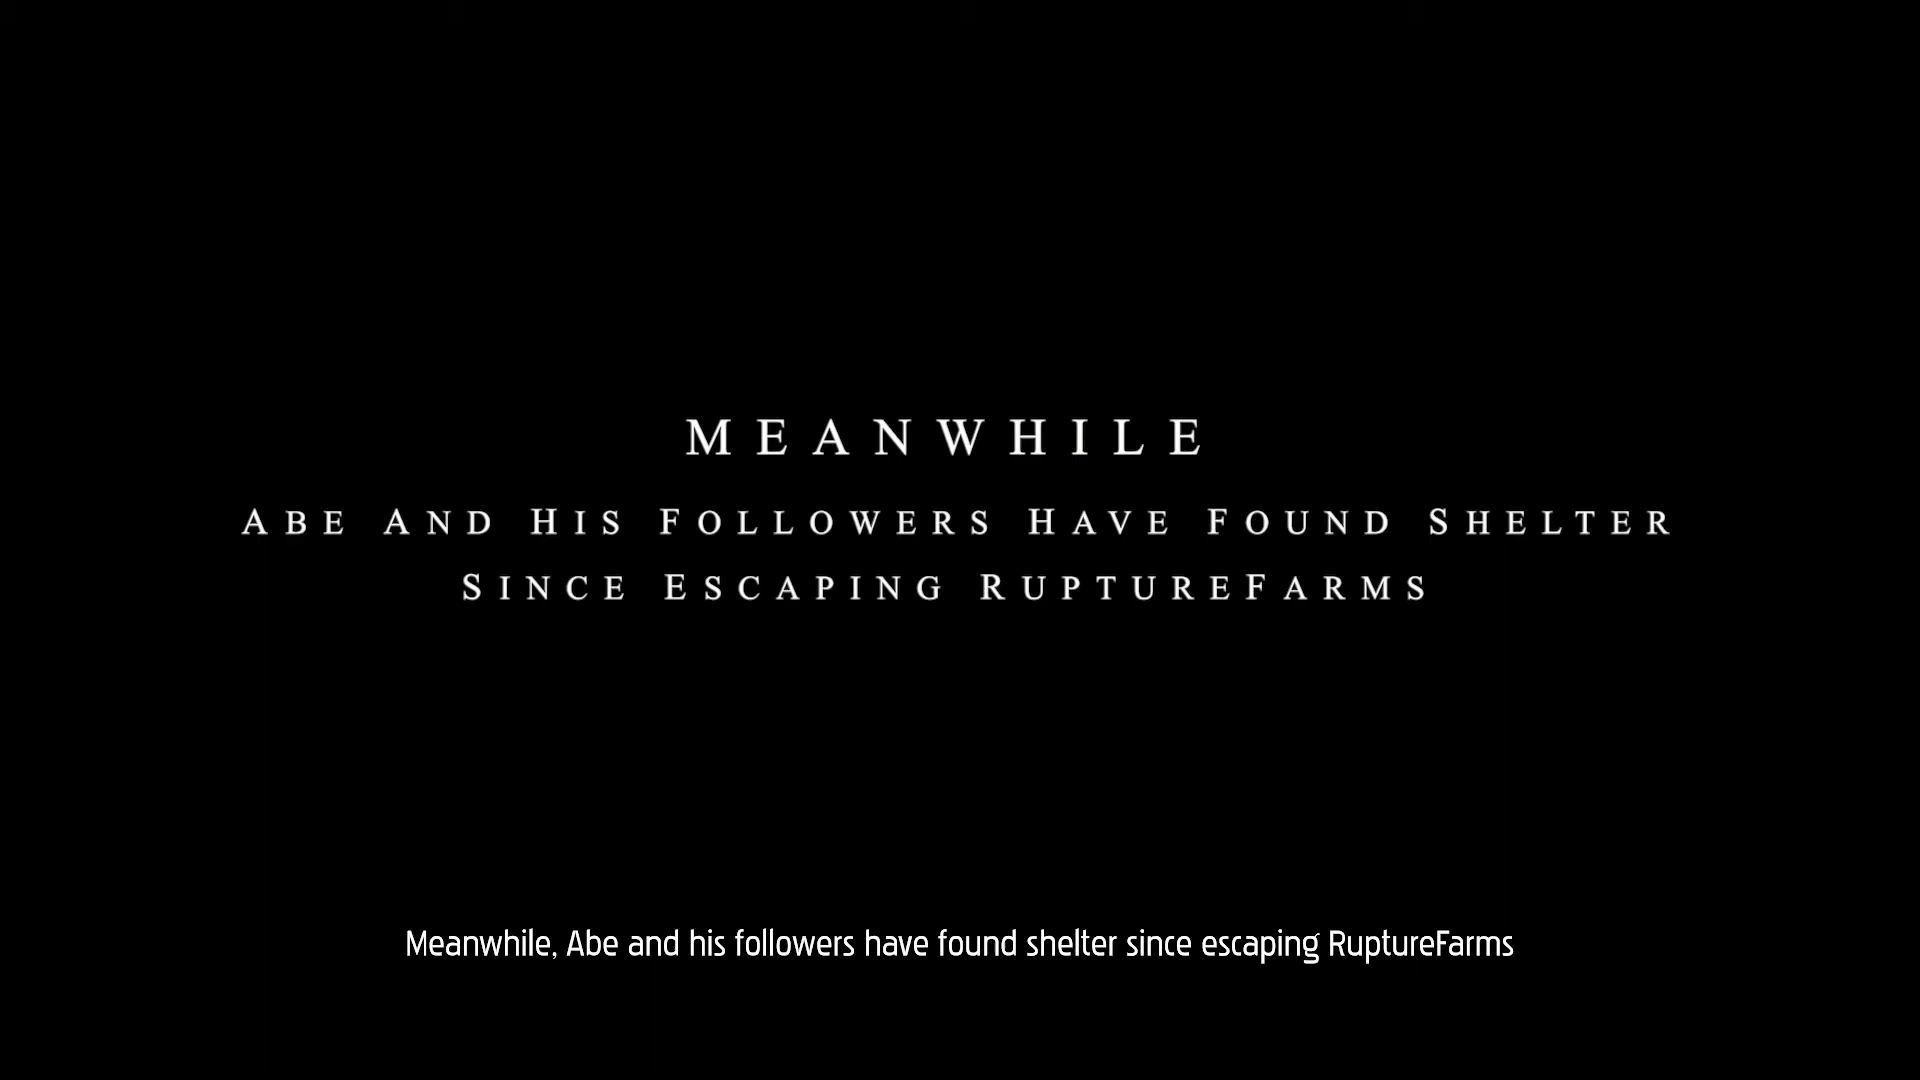 MEANWHILE
ABE AND HIS FOLLOWERS HAVE FOUND SHELTER
SINCE ESCAPING RUPTUREFARMS
Meanwhile, Abe and his followers have found shelter since escaping RuptureFarms